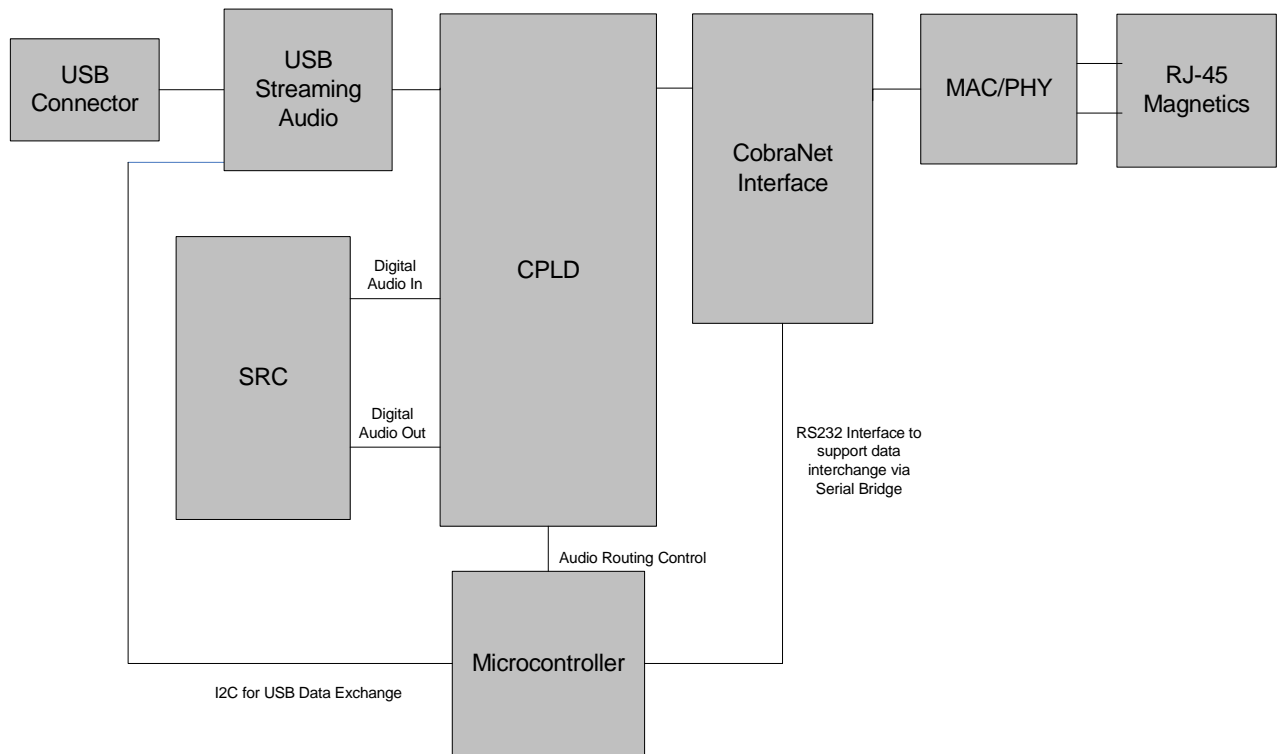 USB
Connector
USB
Streaming
Audio
CPLD
CobraNet
Interface
MAC/PHY
RJ-45
Magnetics
Digital
Audio In
SRC
Digital
Audio Out
RS232 Interface to
support data
interchange via
Serial Bridge
Audio Routing Control
Microcontroller
I2C for USB Data Exchange